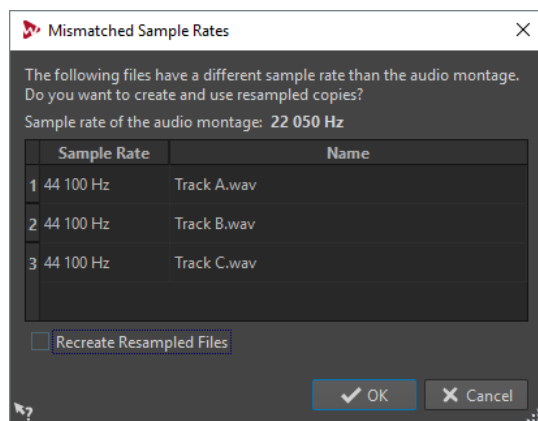 Mismatched Sample Rates
The following files have a different sample rate than the audio montage.
Do you want to create and use resampled copies?
Sample rate of the audio montage: 22 050 Hz
Sample Rate Name
1 44 100 Hz Track A.wav
2 44 100 Hz Track B.wav
3 44 100 Hz Track C.wav
Recreate Resampled Files
OK Cancel
?